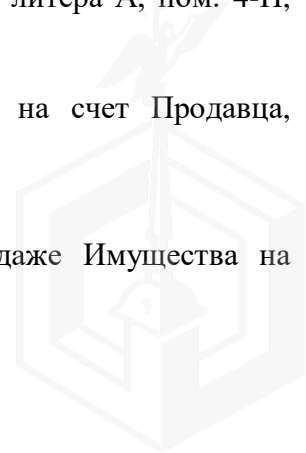 литера А, пом. 4-Н,
на счет Продавца,
даже Имущества на